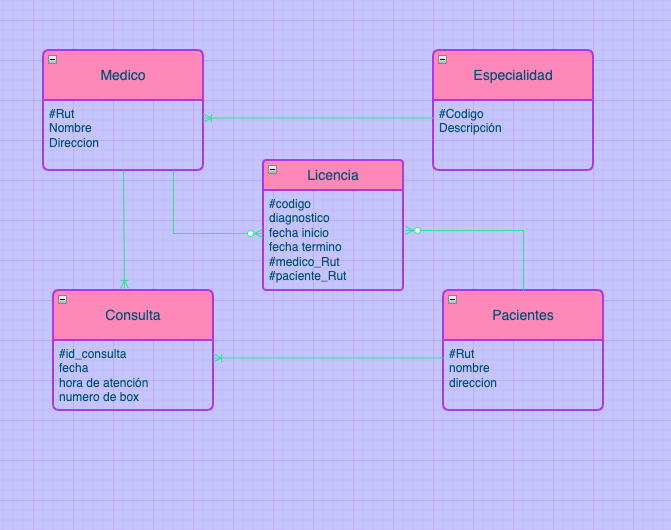 Medico
#Rut
Nombre
Direccion
Especialidad
#Codigo
Descripción
Licencia
#codigo
diagnostico
fecha inicio
fecha termino
#medico_Rut
#paciente_Rut
Consulta
#id_consulta
fecha
hora de atención
numero de box
Pacientes
#Rut
nombre
direccion